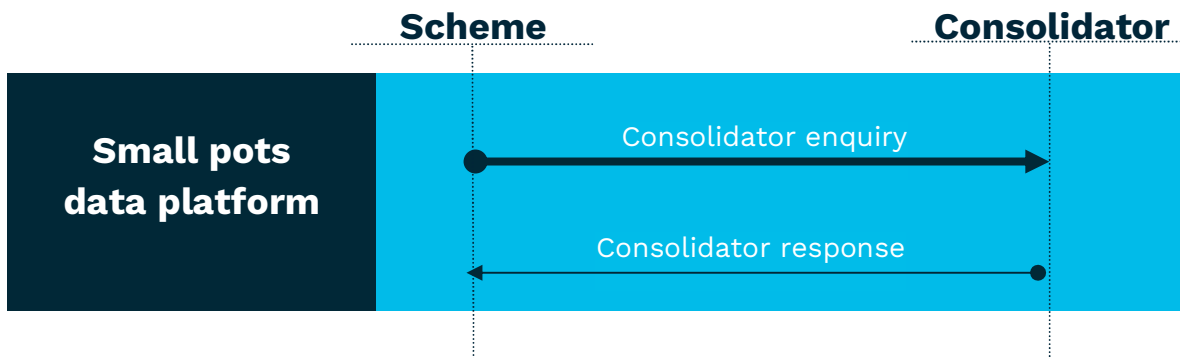 Scheme
Consolidator
Small pots
data platform
Consolidator enquiry
Consolidator response